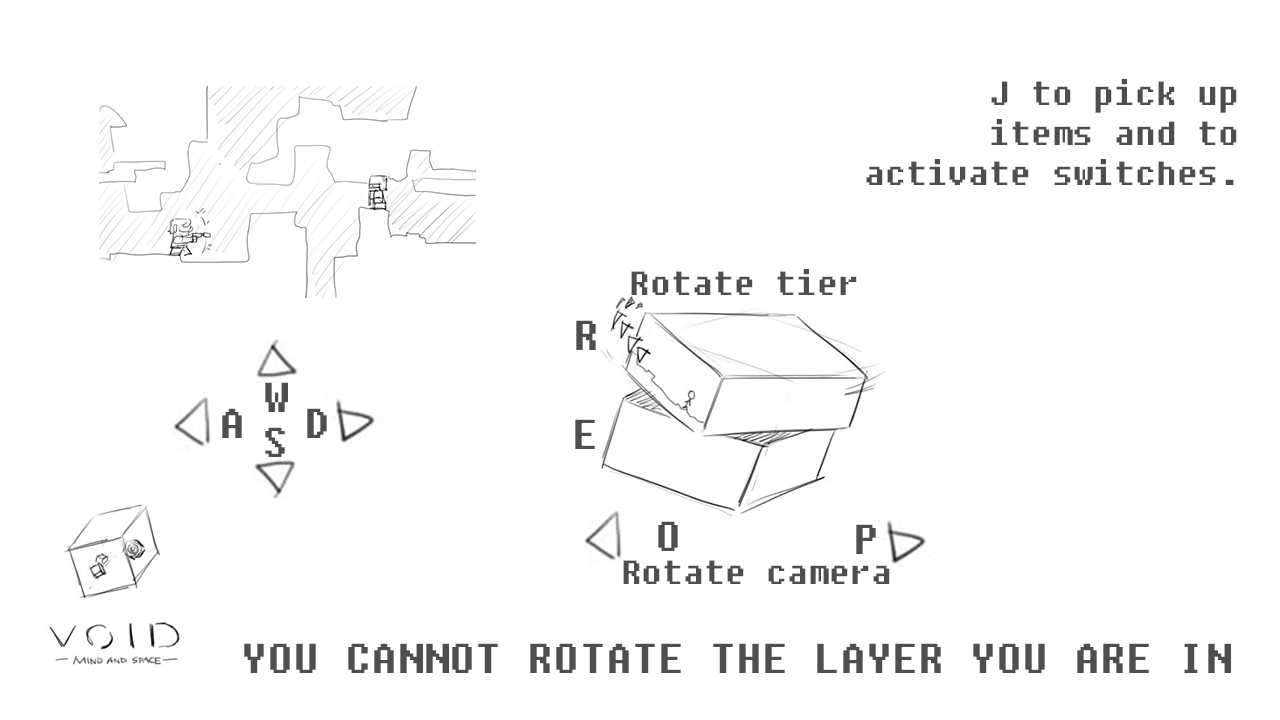 J to pick up
items and to
activate switches.
Rotate tier
R
E
W
A D
S
O P
Rotate camera
VOID
— MIND AND SPACE —
YOU CANNOT ROTATE THE LAYER YOU ARE IN